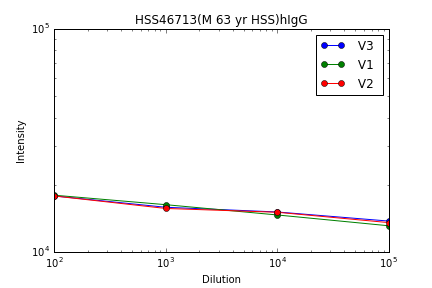 HSS46713(M 63 yr HSS)hIgG
10^5
V3
V1
V2
Intensity
10^4
10^2
10^3
10^4
10^5
Dilution